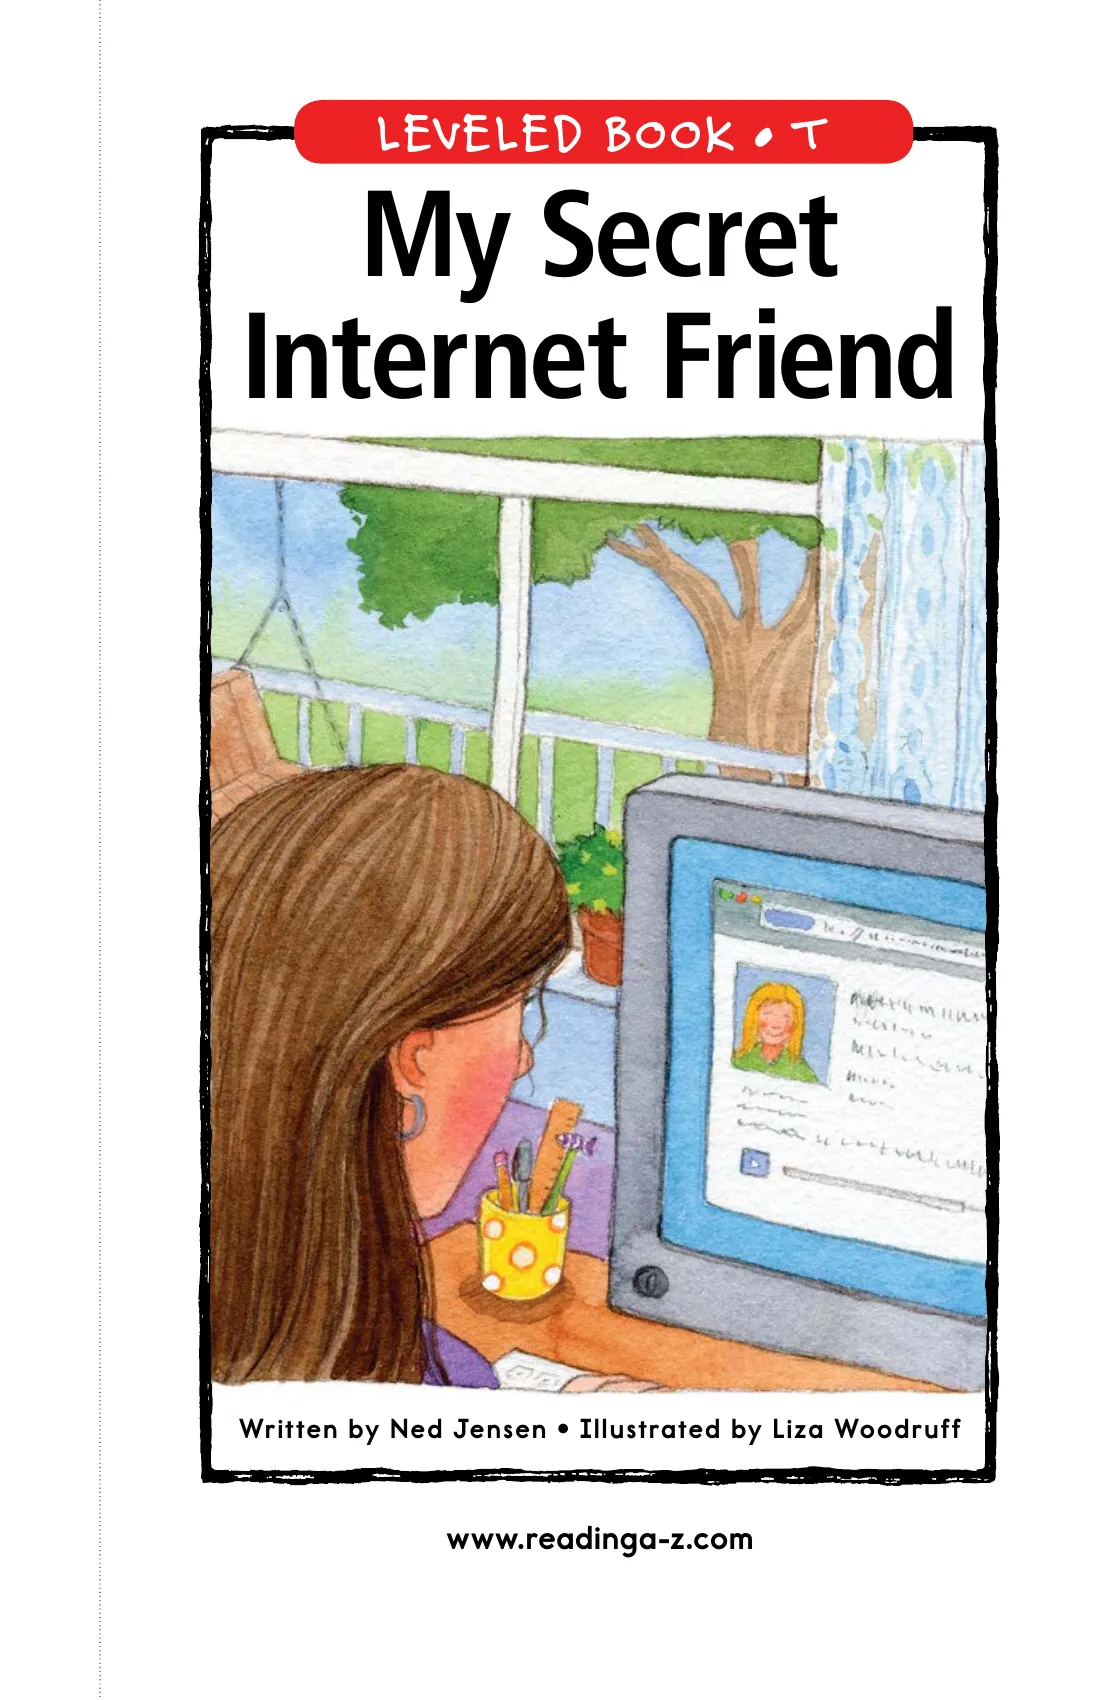 LEVELED BOOK • T
My Secret
Internet Friend
Written by Ned Jensen • Illustrated by Liza Woodruff
www.readinga-z.com